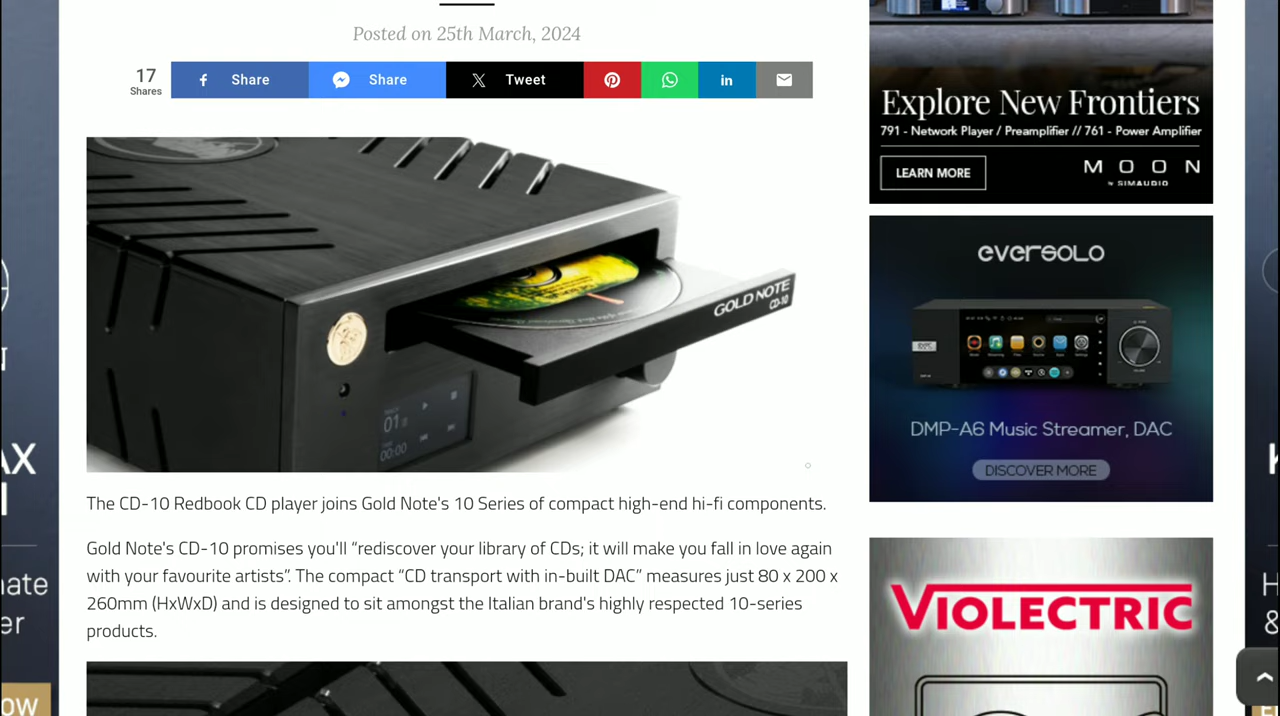 Posted on 25th March, 2024
17
Shares
Share
Share
Tweet
in
GOLD NOTE
CD-10
01
00:00
The CD-10 Redbook CD player joins Gold Note's 10 Series of compact high-end hi-fi components.
Gold Note's CD-10 promises you'll “rediscover your library of CDs; it will make you fall in love again
with your favourite artists”. The compact “CD transport with in-built DAC” measures just 80 x 200 x
260mm (HxWxD) and is designed to sit amongst the Italian brand's highly respected 10-series
products.
Explore New Frontiers
791 - Network Player / Preamplifier // 761 - Power Amplifier
LEARN MORE
MOON
by SIMAUDIO
eversolo
DMP-A6 Music Streamer, DAC
DISCOVER MORE
VIOLECTRIC
AX
nate
er
ow
H
&